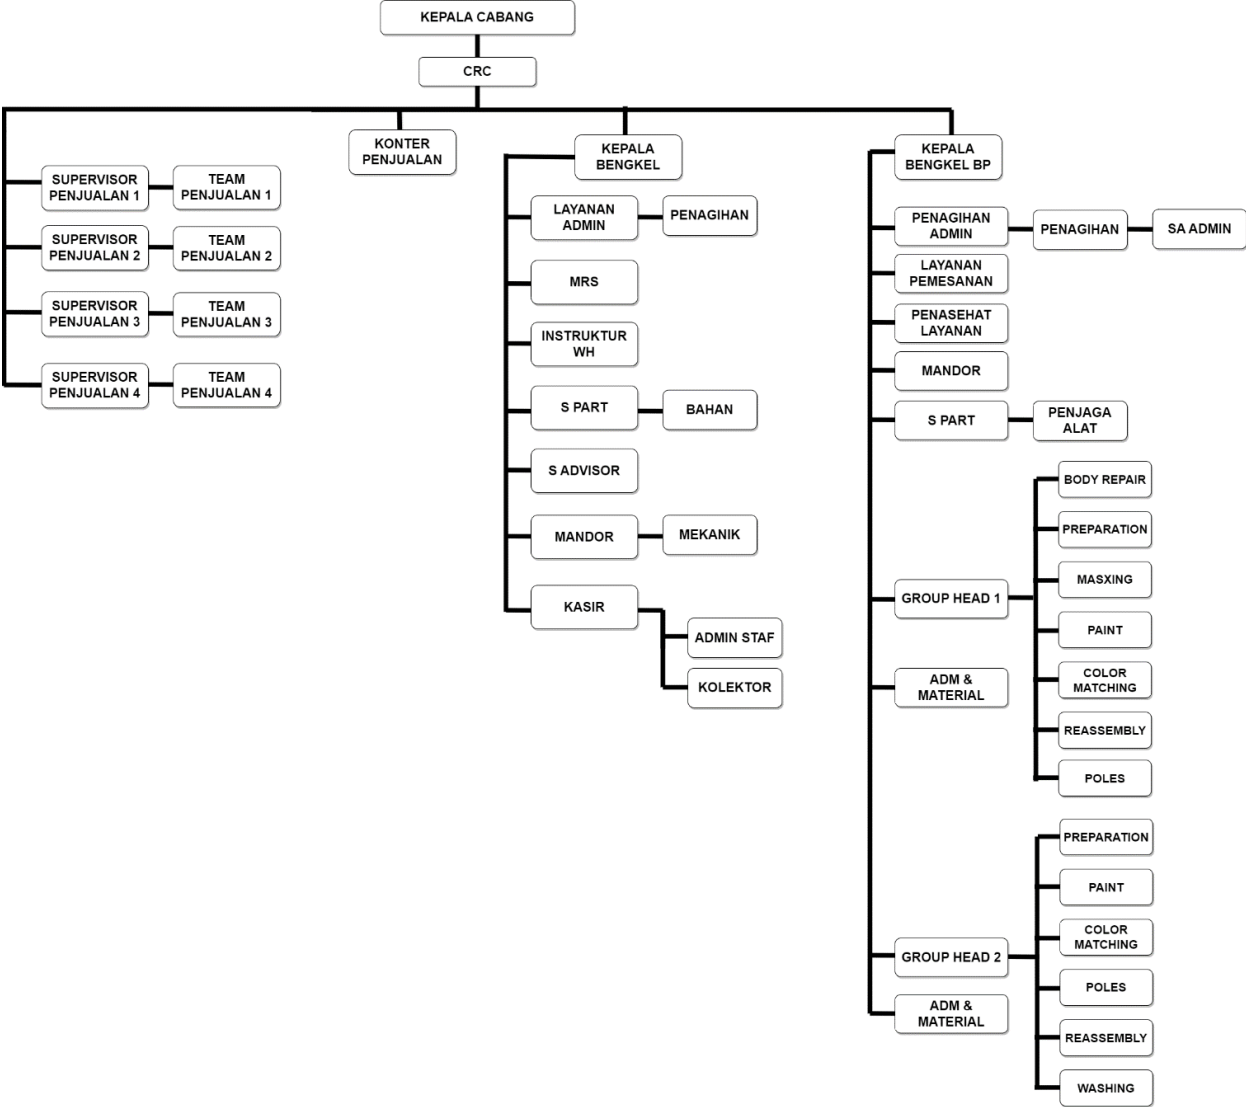 KEPALA CABANG
CRC
SUPERVISOR
PENJUALAN 1
TEAM
PENJUALAN 1
SUPERVISOR
PENJUALAN 2
TEAM
PENJUALAN 2
SUPERVISOR
PENJUALAN 3
TEAM
PENJUALAN 3
SUPERVISOR
PENJUALAN 4
TEAM
PENJUALAN 4
KONTER
PENJUALAN
KEPALA
BENGKEL
LAYANAN
ADMIN
PENAGIHAN
MRS
INSTRUKTUR
WH
S PART
BAHAN
S ADVISOR
MANDOR
MEKANIK
KASIR
ADMIN STAF
KOLEKTOR
KEPALA
BENGKEL BP
PENAGIHAN
ADMIN
PENAGIHAN
SA ADMIN
LAYANAN
PEMESANAN
PENASEHAT
LAYANAN
MANDOR
S PART
PENJAGA
ALAT
GROUP HEAD 1
BODY REPAIR
PREPARATION
MASXING
PAINT
COLOR
MATCHING
REASSEMBLY
POLES
ADM &
MATERIAL
GROUP HEAD 2
PREPARATION
PAINT
COLOR
MATCHING
POLES
REASSEMBLY
WASHING
ADM &
MATERIAL